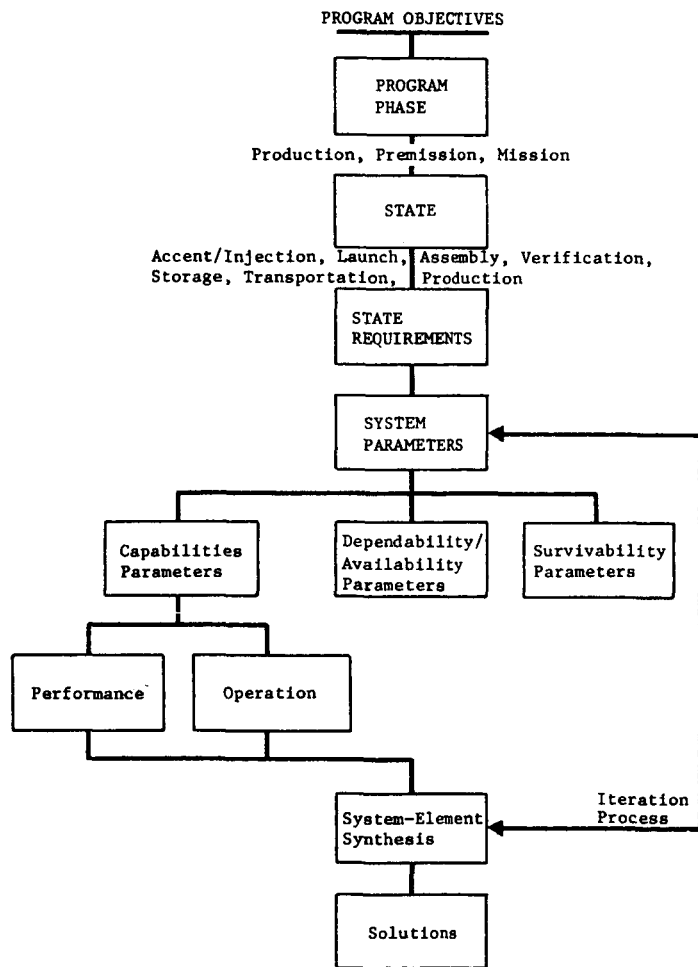 PROGRAM OBJECTIVES
PROGRAM
PHASE
Production, Premission, Mission
STATE
Accent/Injection, Launch, Assembly, Verification,
Storage, Transportation, Production
STATE
REQUIREMENTS
SYSTEM
PARAMETERS
Capabilities
Parameters
Dependability/
Availability
Parameters
Survivability
Parameters
Performance
Operation
System-Element
Synthesis
Iteration
Process
Solutions